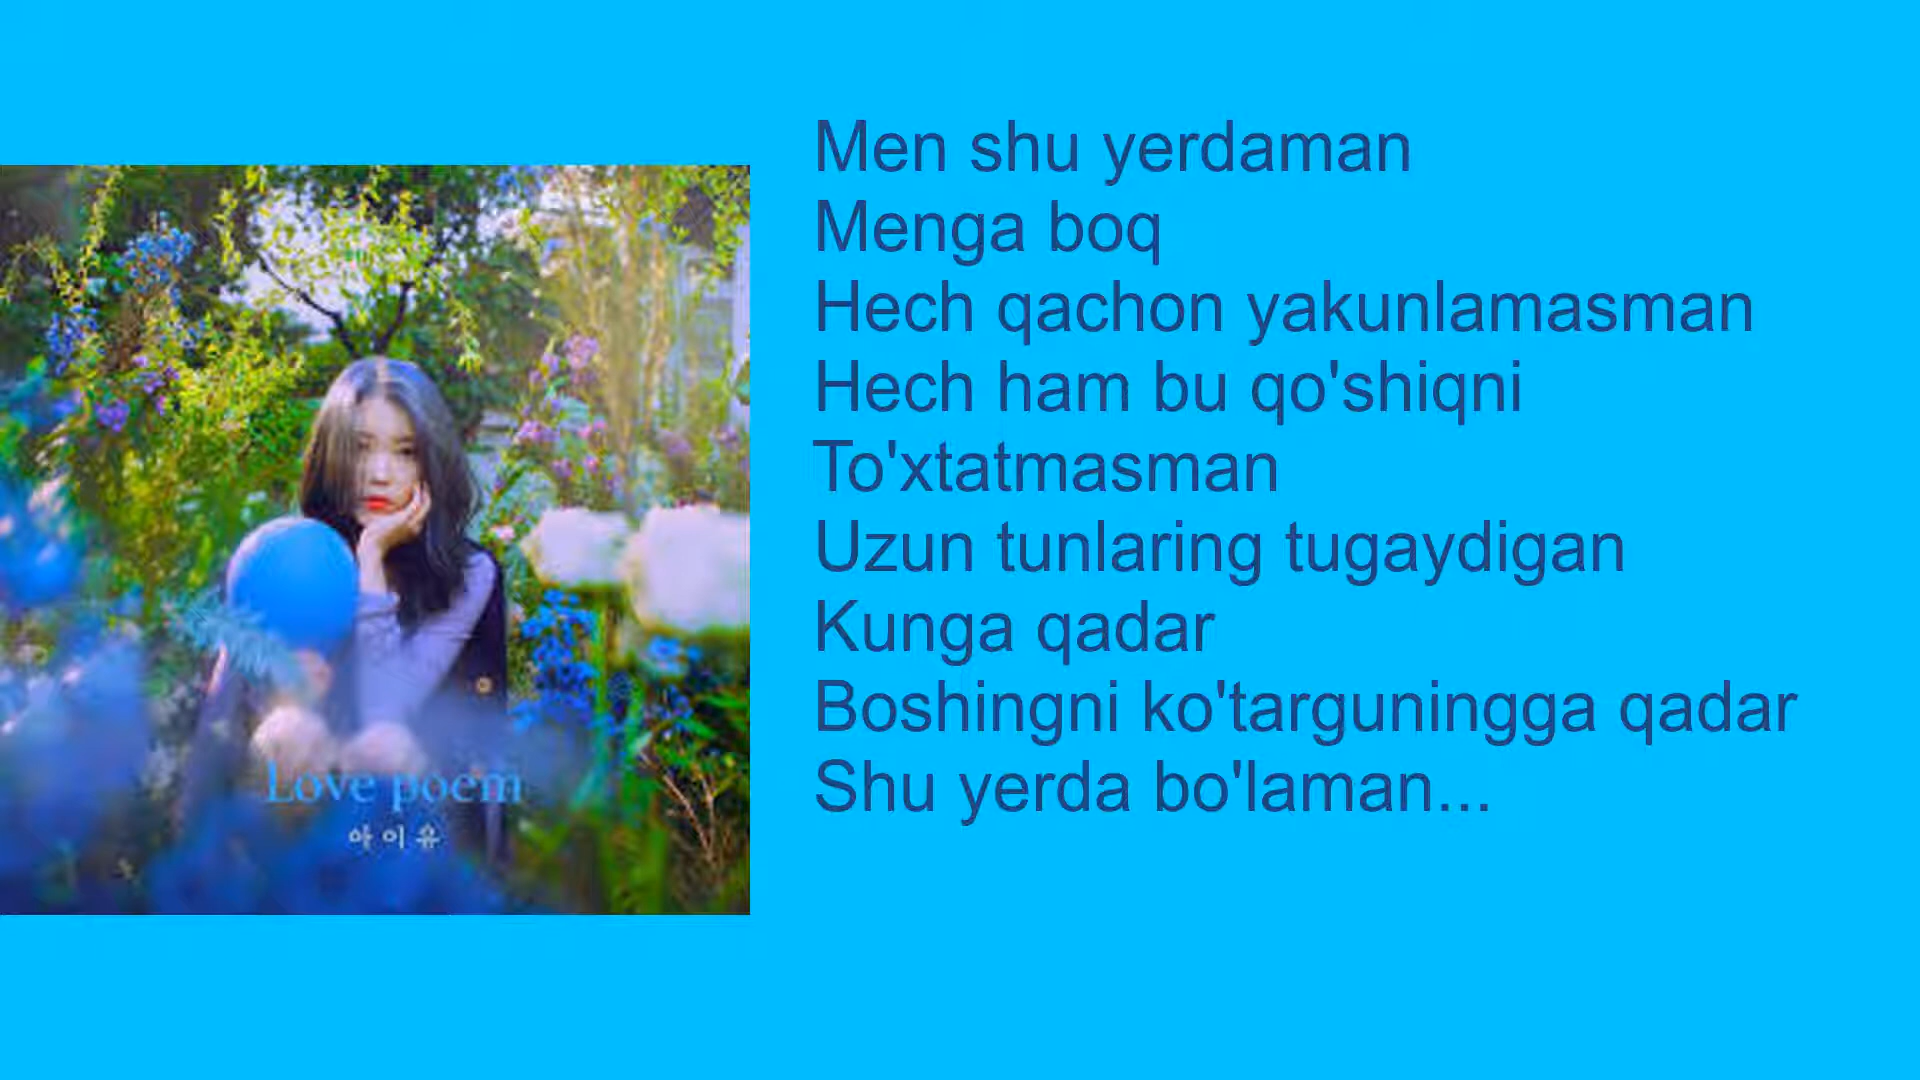 Love poem
아이유
Men shu yerdaman
Menga boq
Hech qachon yakunlamasman
Hech ham bu qo'shiqni
To'xtatmasman
Uzun tunlaring tugaydigan
Kunga qadar
Boshingni ko'targuningga qadar
Shu yerda bo'laman...